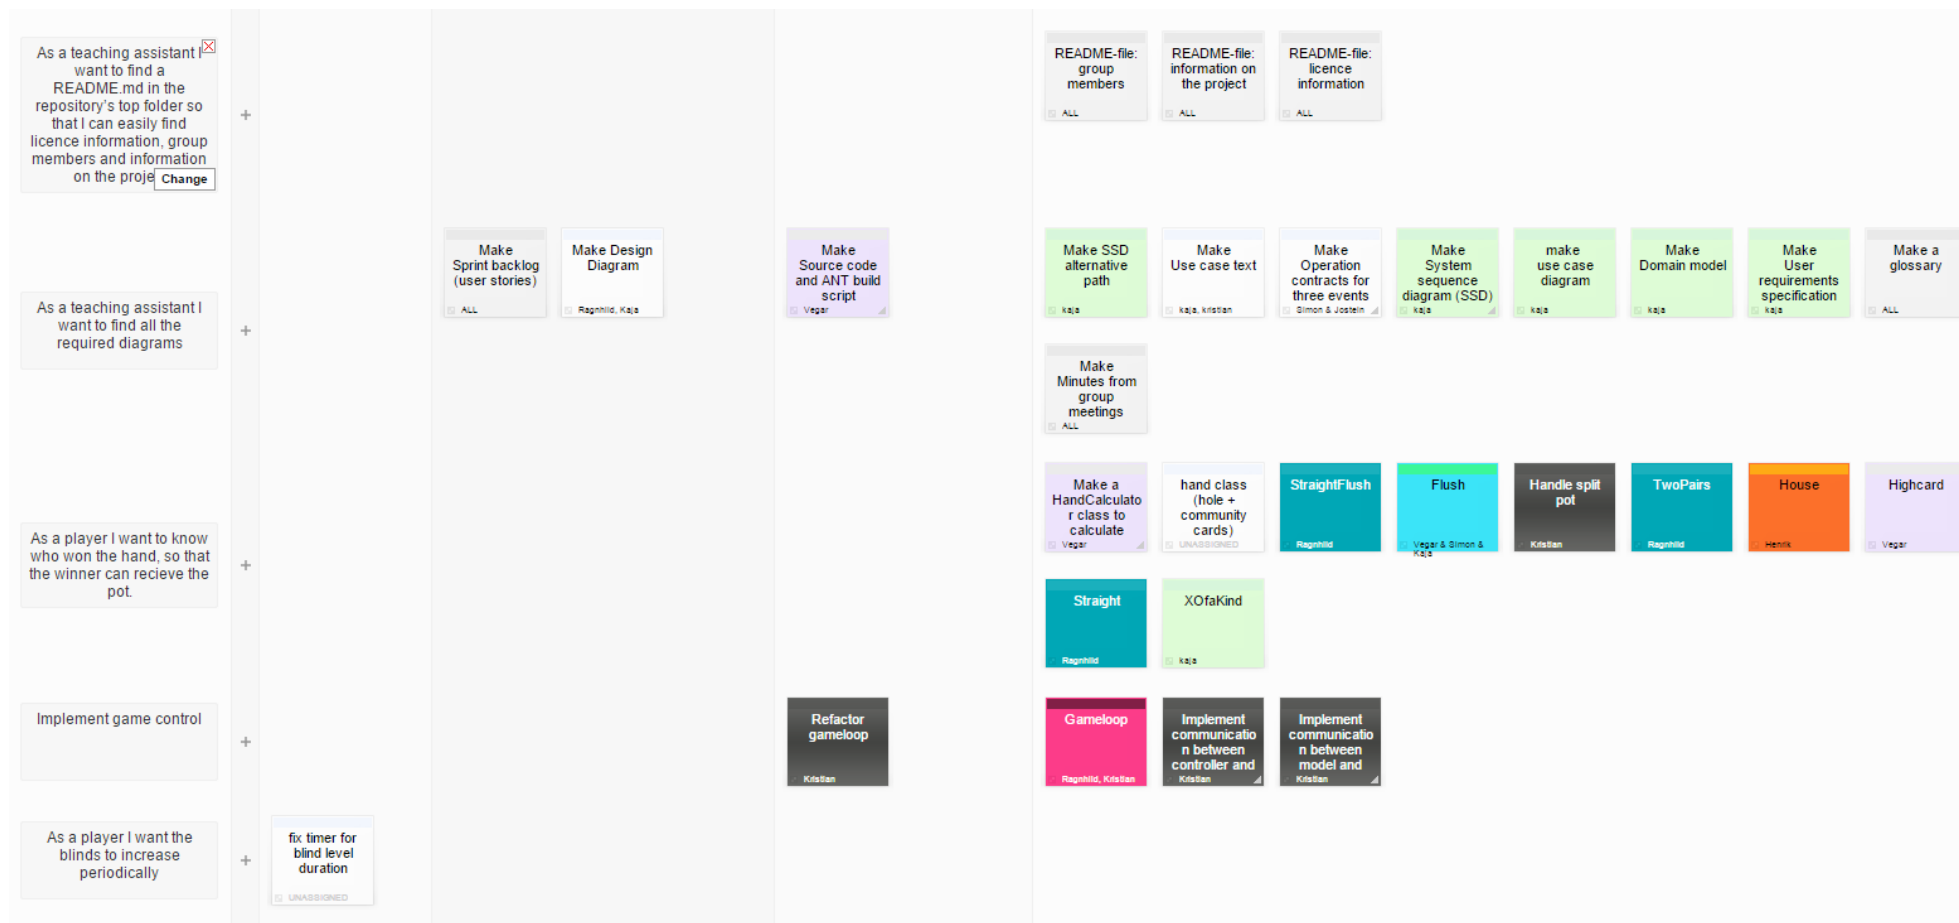 As a teaching assistant I
want to find a
README.md in the
repository's top folder so
that I can easily find
licence information, group
members and information
on the proje
Change
+
README-file:
group
members
ALL
README-file:
information on
the project
ALL
README-file:
licence
information
ALL
As a teaching assistant I
want to find all the
required diagrams
+
Make
Sprint backlog
(user stories)
ALL
Make Design
Diagram
Ragnhild, Kaja
Make
Source code
and ANT build
script
Vegar
Make SSD
alternative
path
kaja
Make
Use case text
kaja, kristian
Make
Operation
contracts for
three events
Simon & Jostein
Make
System
sequence
diagram (SSD)
kaja
make
use case
diagram
kaja
Make
Domain model
kaja
Make
User
requirements
specification
kaja
Make a
glossary
ALL
Make
Minutes from
group
meetings
ALL
As a player I want to know
who won the hand, so that
the winner can recieve the
pot.
+
Make a
HandCalculato
r class to
calculate
Vegar
hand class
(hole +
community
cards)
UNASSIGNED
StraightFlush
Ragnhild
Flush
Vegar & Simon &
Kaja
Handle split
pot
Kristian
TwoPairs
Ragnhild
House
Henrik
Highcard
Vegar
Straight
Ragnhild
XOfaKind
kaja
Implement game control
+
Refactor
gameloop
Kristian
Gameloop
Ragnhild, Kristian
Implement
communicatio
n between
controller and
Kristian
Implement
communicatio
n between
model and
Kristian
As a player I want the
blinds to increase
periodically
+
fix timer for
blind level
duration
UNASSIGNED